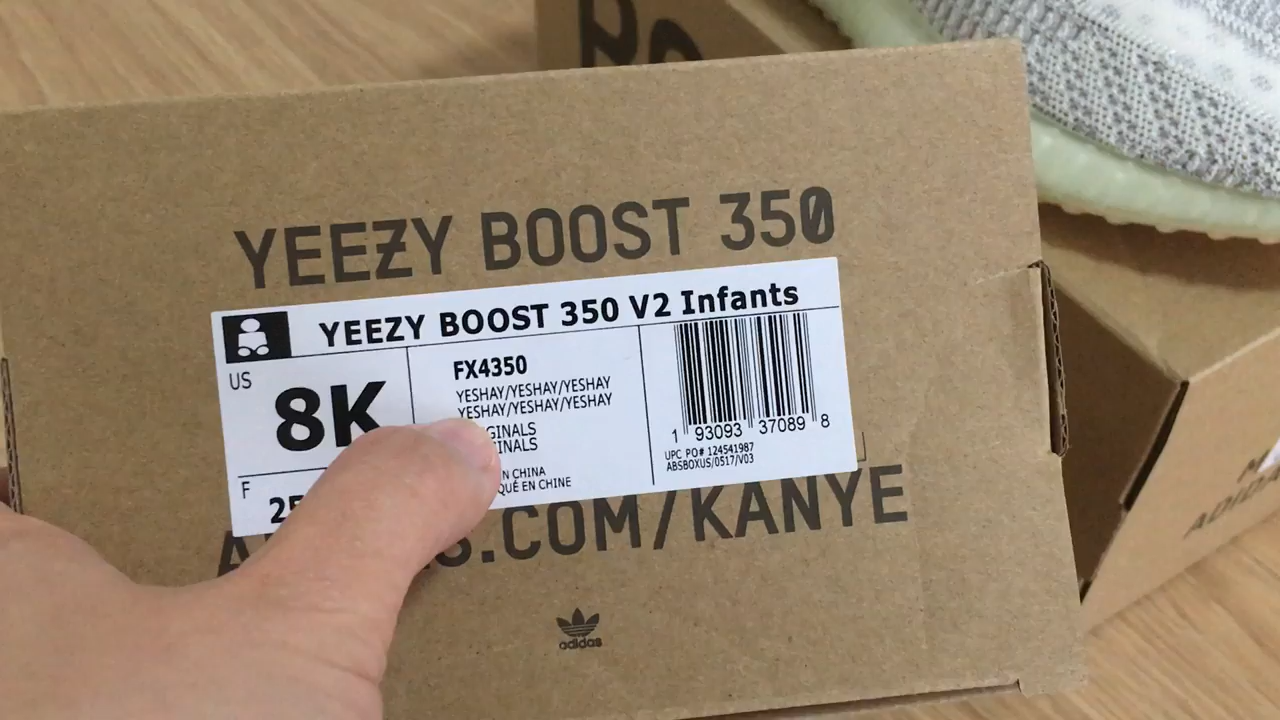 YEEZY BOOST 350
YEEZY BOOST 350 V2 Infants
US
8K
F
25
FX4350
YESHAY/YESHAY/YESHAY
YESHAY/YESHAY/YESHAY
GINALS
INALS
N CHINA
QUÉ EN CHINE
1 93093 37089 8
UPC PO# 124541987
ABSBOXUS/0517/V03
S.COM/KANYE
adidas